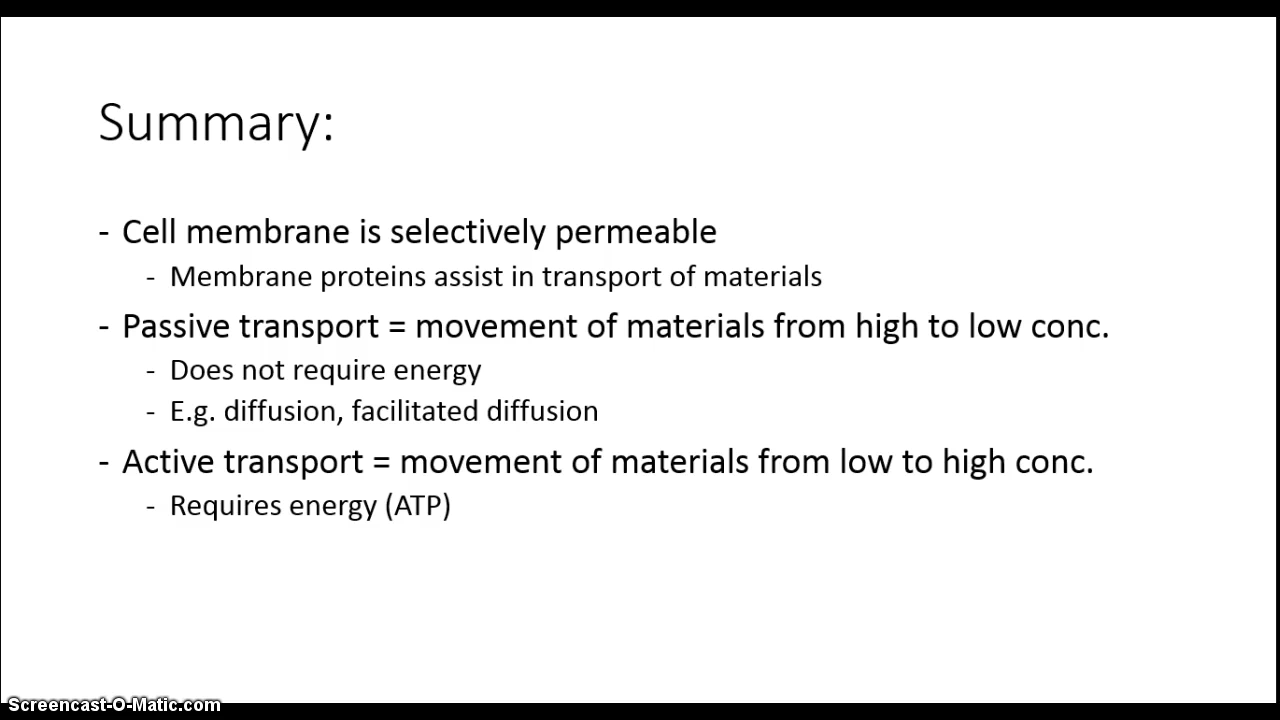 Summary:
- Cell membrane is selectively permeable
- Membrane proteins assist in transport of materials
- Passive transport = movement of materials from high to low conc.
- Does not require energy
- E.g. diffusion, facilitated diffusion
- Active transport = movement of materials from low to high conc.
- Requires energy (ATP)
Screencast-O-Matic.com